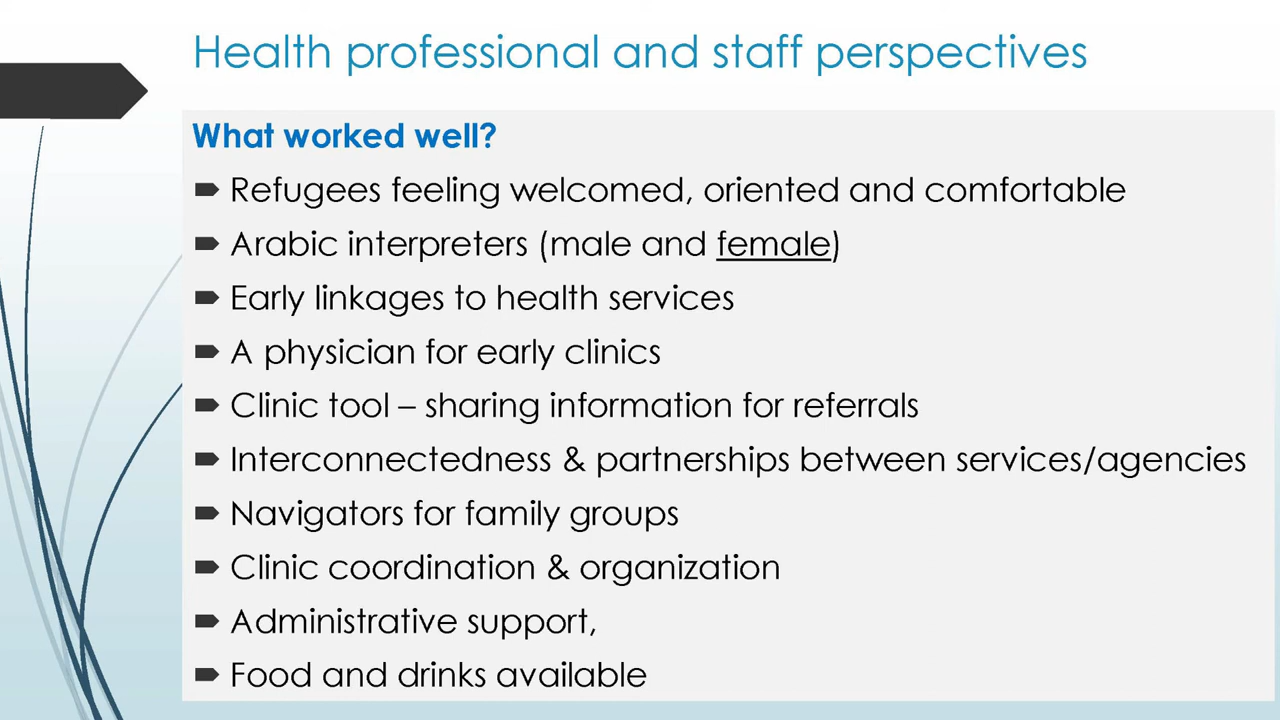 Health professional and staff perspectives
What worked well?
Refugees feeling welcomed, oriented and comfortable
Arabic interpreters (male and female)
Early linkages to health services
A physician for early clinics
Clinic tool – sharing information for referrals
Interconnectedness & partnerships between services/agencies
Navigators for family groups
Clinic coordination & organization
Administrative support,
Food and drinks available